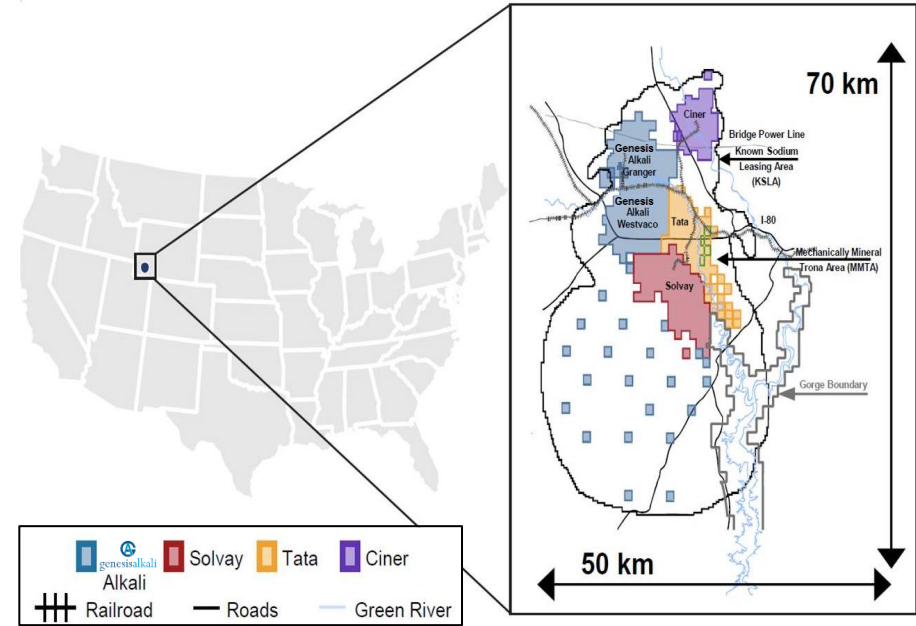 70 km
Ciner
Bridge Power Line
Known Sodium
Leasing Area
(KSLA)
Genesis
Alkali
Granger
Genesis
Alkali
Westvaco
Tata
I-80
Mechanically Mineral
Trona Area (MMTA)
Solvay
Gorge Boundary
50 km
genesisalkali
Alkali
Solvay
Tata
Ciner
Railroad
Roads
Green River